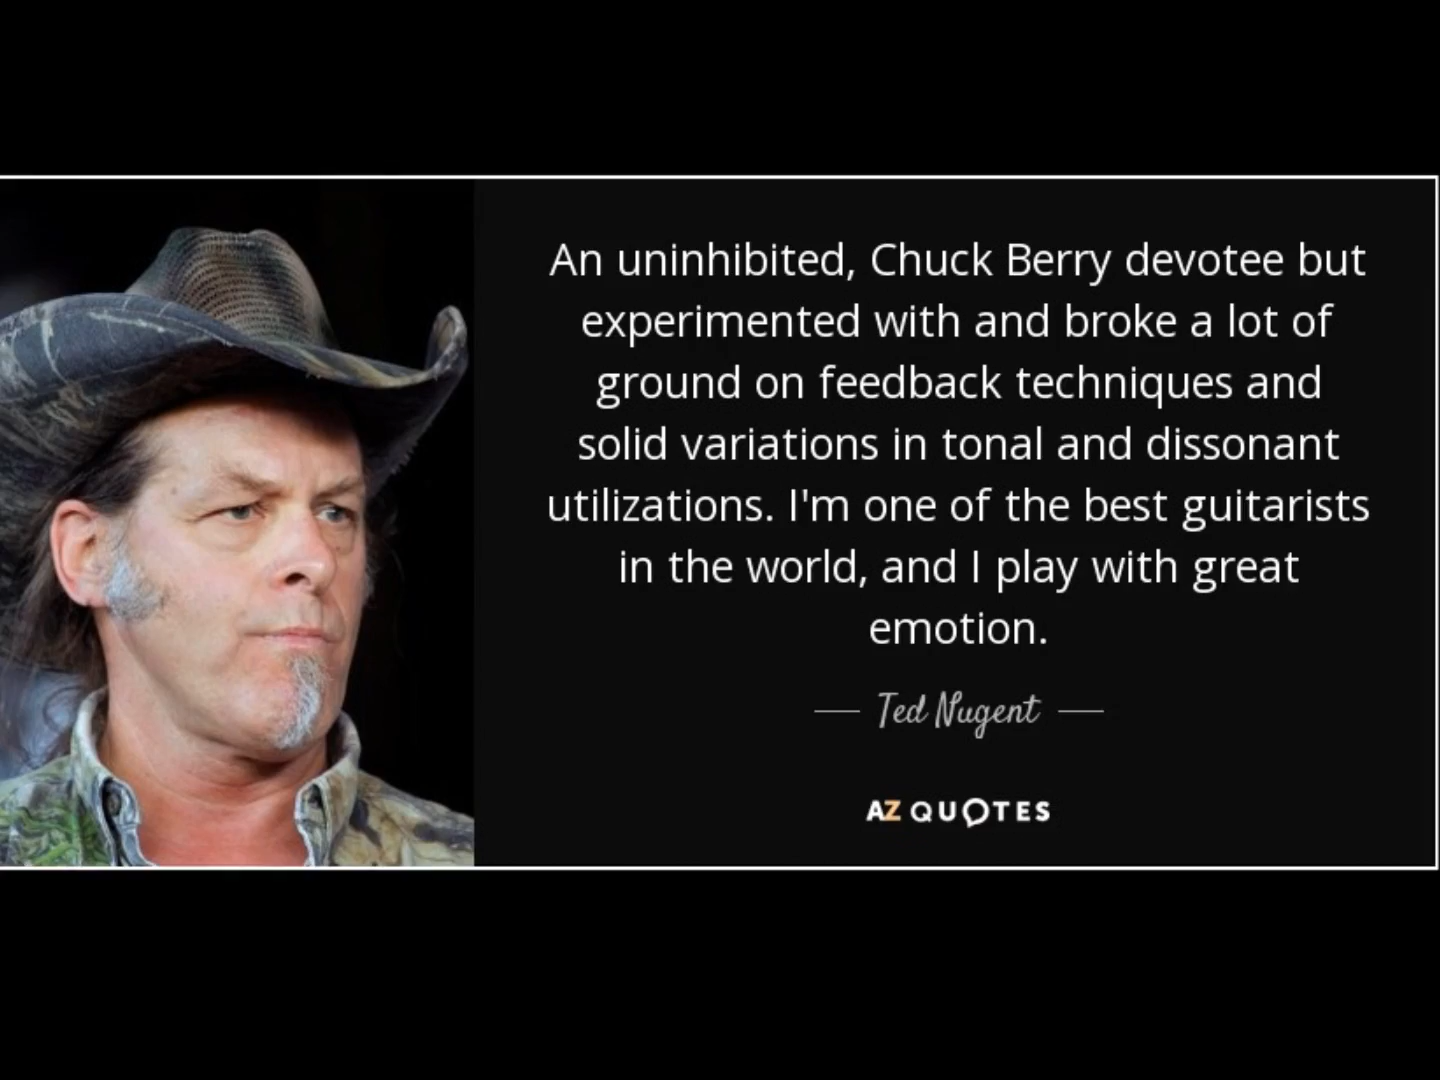 An uninhibited, Chuck Berry devotee but
experimented with and broke a lot of
ground on feedback techniques and
solid variations in tonal and dissonant
utilizations. I'm one of the best guitarists
in the world, and I play with great
emotion.
Ted Nugent
AZ QUOTES